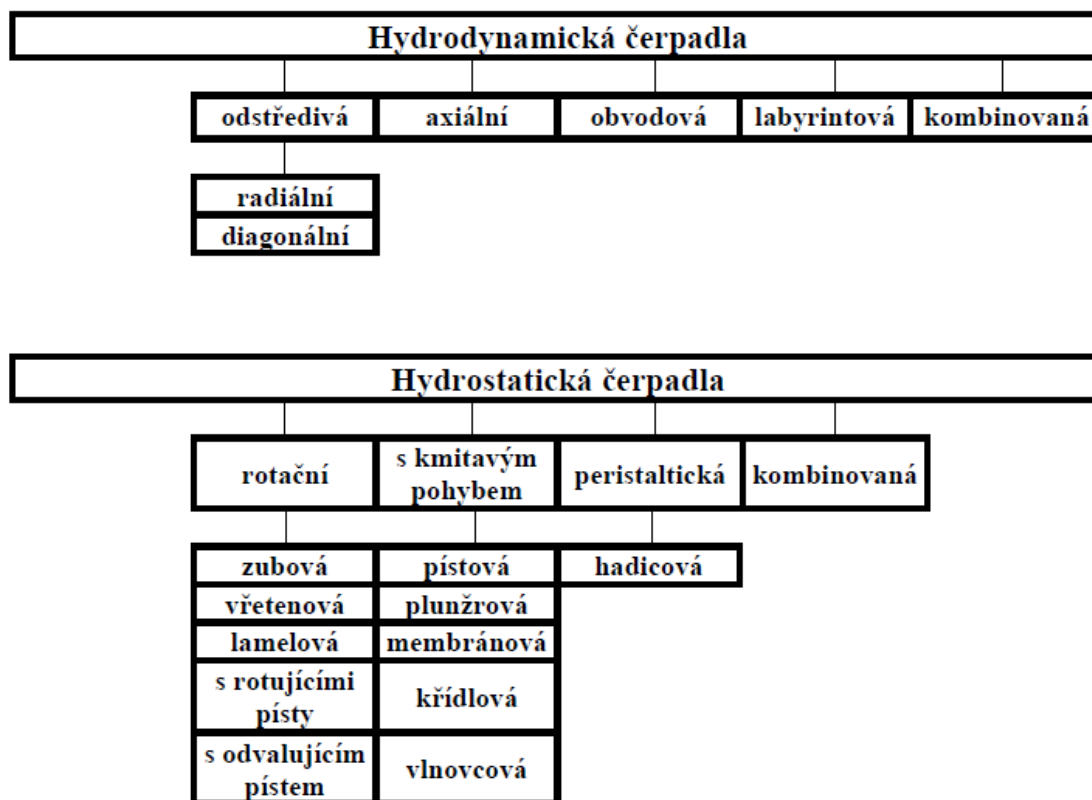 Hydrodynamická čerpadla
odstředivá axiální obvodová labyrintová kombinovaná
radiální
diagonální
Hydrostatická čerpadla
rotační s kmitavým pohybem peristaltická kombinovaná
zubová pístová hadicová
vřetenová plunžrová
lamelová membránová
s rotujícími písty křídlová
s odvalujícím pístem vlnovcová